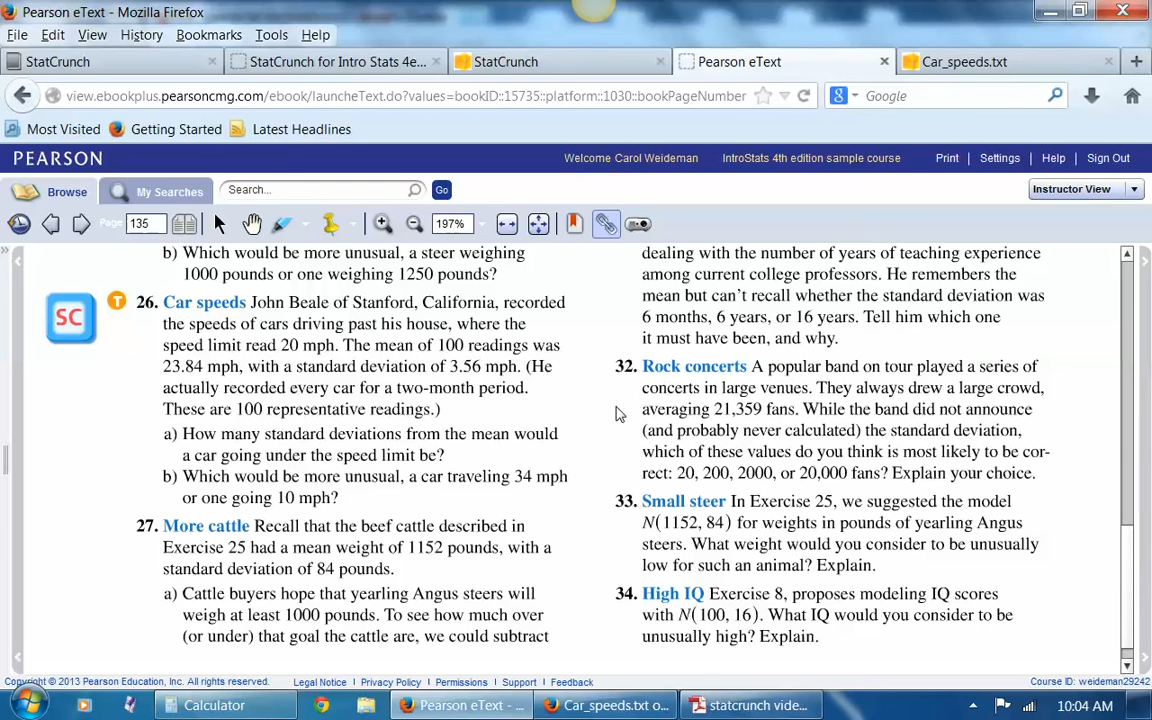 Pearson eText - Mozilla Firefox
File Edit View History Bookmarks Tools Help
StatCrunch
StatCrunch for Intro Stats 4e...
StatCrunch
Pearson eText
Car_speeds.txt
view.ebookplus.pearsoncmg.com/ebook/launcheText.do?values=bookID::15735::platform::1030::bookPageNumber
Google
Most Visited Getting Started Latest Headlines
PEARSON
Welcome Carol Weideman IntroStats 4th edition sample course Print Settings Help Sign Out
Browse My Searches Search... Go Instructor View
Page 135 197%
b) Which would be more unusual, a steer weighing
1000 pounds or one weighing 1250 pounds?
SC
T
26. Car speeds John Beale of Stanford, California, recorded
the speeds of cars driving past his house, where the
speed limit read 20 mph. The mean of 100 readings was
23.84 mph, with a standard deviation of 3.56 mph. (He
actually recorded every car for a two-month period.
These are 100 representative readings.)
a) How many standard deviations from the mean would
a car going under the speed limit be?
b) Which would be more unusual, a car traveling 34 mph
or one going 10 mph?
27. More cattle Recall that the beef cattle described in
Exercise 25 had a mean weight of 1152 pounds, with a
standard deviation of 84 pounds.
a) Cattle buyers hope that yearling Angus steers will
weigh at least 1000 pounds. To see how much over
(or under) that goal the cattle are, we could subtract
dealing with the number of years of teaching experience
among current college professors. He remembers the
mean but can't recall whether the standard deviation was
6 months, 6 years, or 16 years. Tell him which one
it must have been, and why.
32. Rock concerts A popular band on tour played a series of
concerts in large venues. They always drew a large crowd,
averaging 21,359 fans. While the band did not announce
(and probably never calculated) the standard deviation,
which of these values do you think is most likely to be cor-
rect: 20, 200, 2000, or 20,000 fans? Explain your choice.
33. Small steer In Exercise 25, we suggested the model
N(1152, 84) for weights in pounds of yearling Angus
steers. What weight would you consider to be unusually
low for such an animal? Explain.
34. High IQ Exercise 8, proposes modeling IQ scores
with N(100, 16). What IQ would you consider to be
unusually high? Explain.
Copyright © 2013 Pearson Education, Inc. All rights reserved. Legal Notice | Privacy Policy | Permissions | Support | Feedback Course ID: weideman29242
Calculator
Pearson eText - ...
Car_speeds.txt o...
statcrunch vide...
10:04 AM